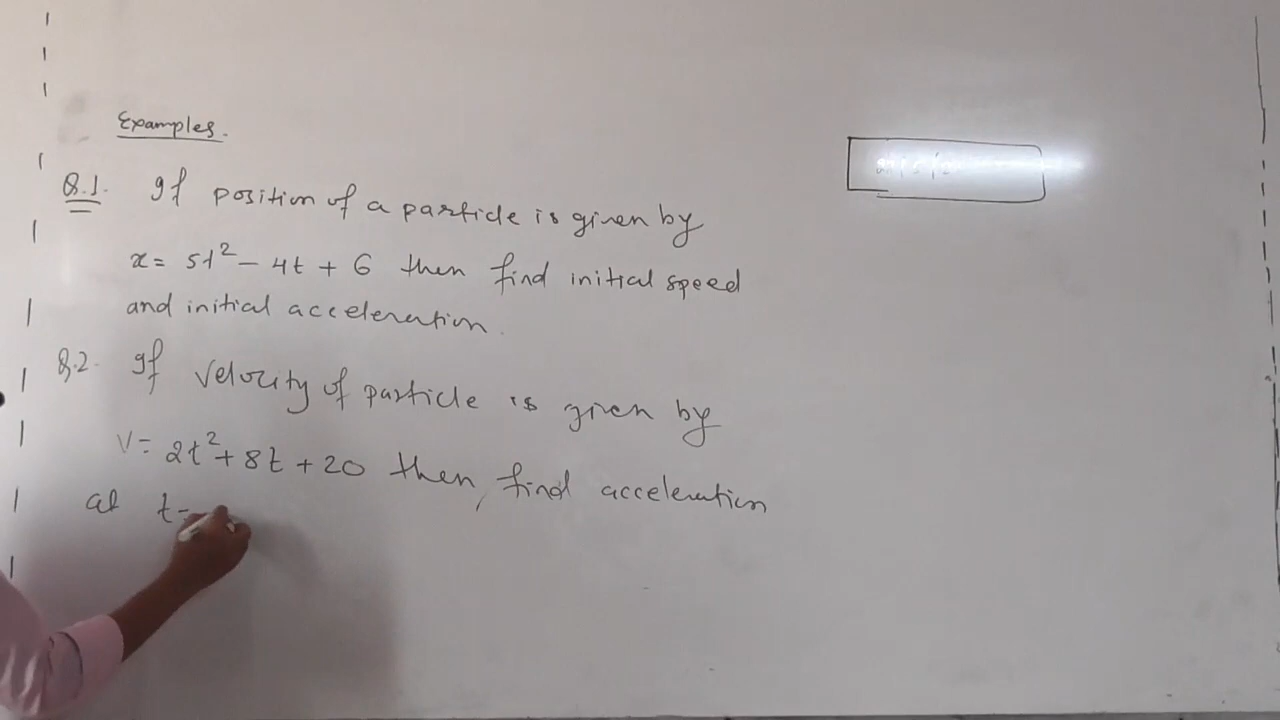 Examples.
Q.1. If position of a particle is given by
x = 5t² - 4t + 6 then find initial speed
and initial acceleration.
Q.2. If velocity of particle is given by
V = 2t² + 8t + 20 then, find acceleration
at t =